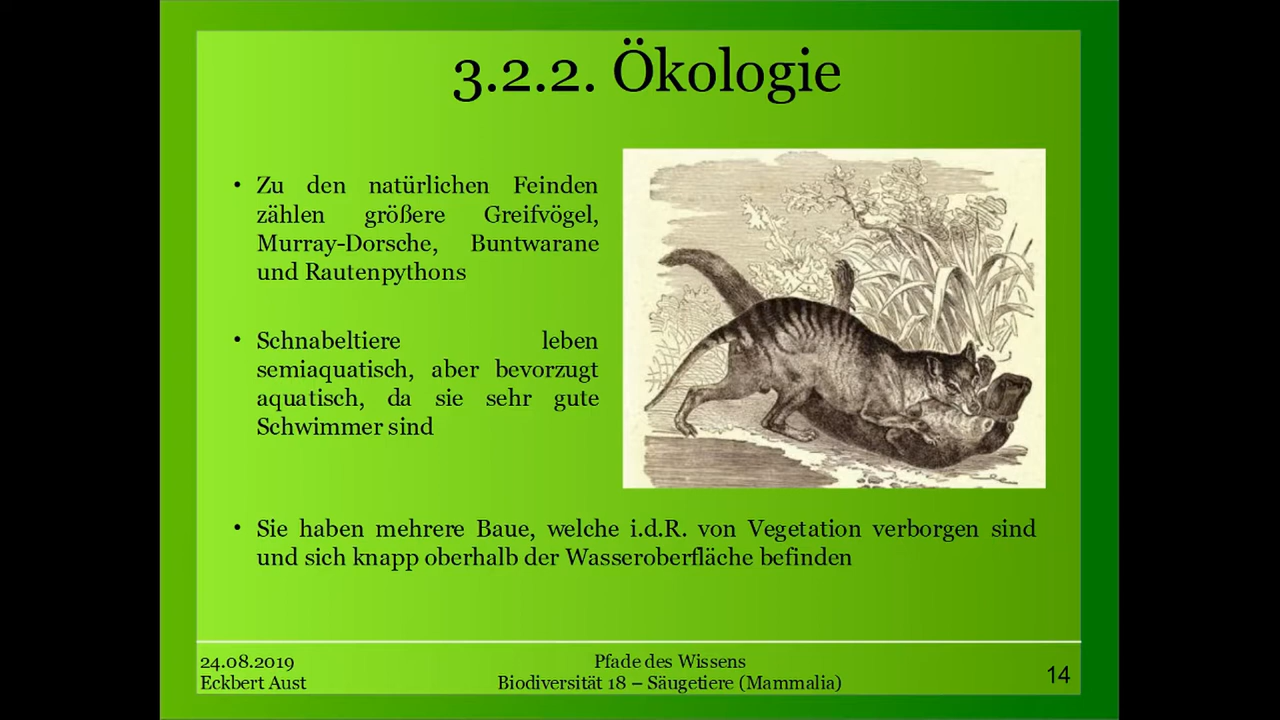 3.2.2. Ökologie
• Zu den natürlichen Feinden
zählen größere Greifvögel,
Murray-Dorsche, Buntwarane
und Rautenpythons
• Schnabeltiere leben
semiaquatisch, aber bevorzugt
aquatisch, da sie sehr gute
Schwimmer sind
• Sie haben mehrere Baue, welche i.d.R. von Vegetation verborgen sind
und sich knapp oberhalb der Wasseroberfläche befinden
24.08.2019
Eckbert Aust
Pfade des Wissens
Biodiversität 18 – Säugetiere (Mammalia)
14